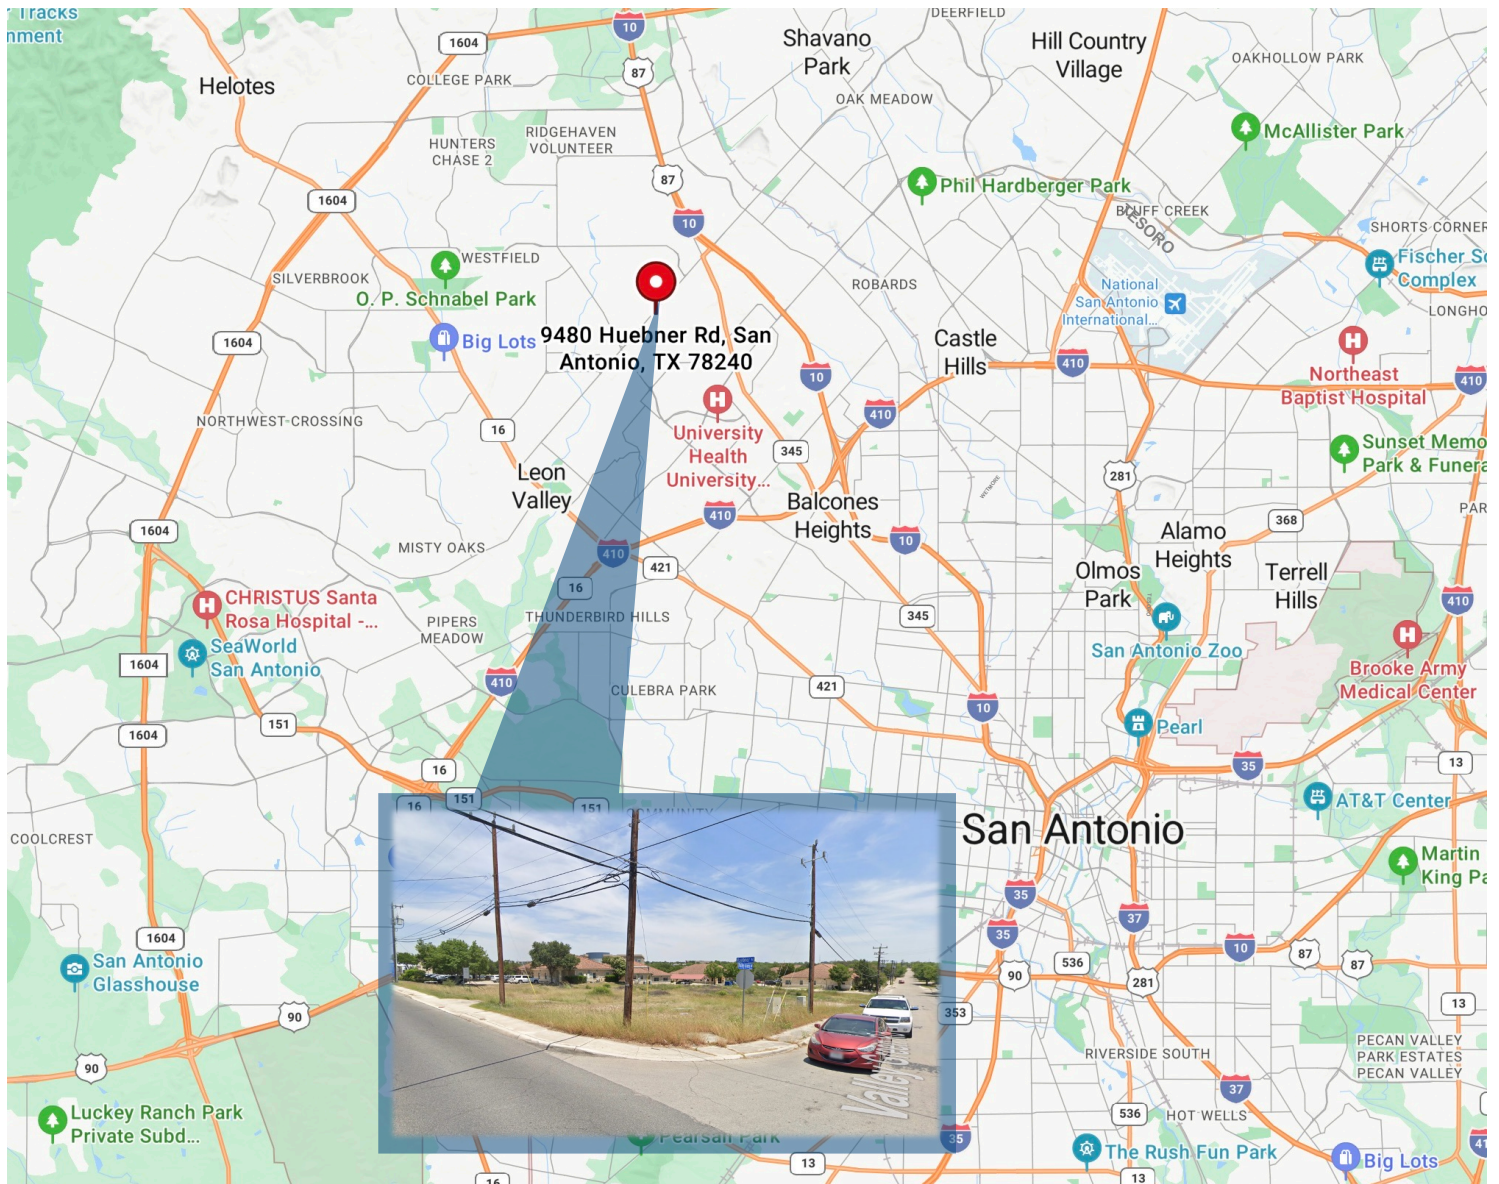 Tracks
nment
10
1604
Shavano
Park
DEERFIELD
Hill Country
Village
OAKHOLLOW PARK
Helotes
COLLEGE PARK
87
OAK MEADOW
HUNTERS
CHASE 2
RIDGEHAVEN
VOLUNTEER
McAllister Park
87
Phil Hardberger Park
1604
10
BLUFF CREEK
SHORTS CORNER
WESTFIELD
O. P. Schnabel Park
SILVERBROOK
ROBARDS
National
San Antonio
International...
Complex
1604
Big Lots
9480 Huebner Rd, San
Antonio, TX 78240
Castle
Hills
410
10
410
410
Northeast
Baptist Hospital
NORTHWEST CROSSING
16
University
Health
University...
345
Leon
Valley
Balcones
Heights
281
Sunset Memo
Park & Funera
410
10
368
1604
MISTY OAKS
410
421
Alamo
Heights
Olmos
Park
Terrell
Hills
16
CHRISTUS Santa
Rosa Hospital -...
PIPERS
MEADOW
THUNDERBIRD HILLS
345
410
SeaWorld
San Antonio
1604
San Antonio Zoo
Brooke Army
Medical Center
410
CULEBRA PARK
421
10
151
1604
Pearl
16
35
13
16
151
151
COMMUNITY
AT&T Center
COOLCREST
San Antonio
Martin
King Pa
35
37
35
1604
10
87
87
San Antonio
Glasshouse
90
536
281
90
353
13
RIVERSIDE SOUTH
PECAN VALLEY
PARK ESTATES
PECAN VALLEY
90
37
HOT WELLS
536
Luckey Ranch Park
Private Subd...
Pearsall Park
35
The Rush Fun Park
Big Lots
13
13
16